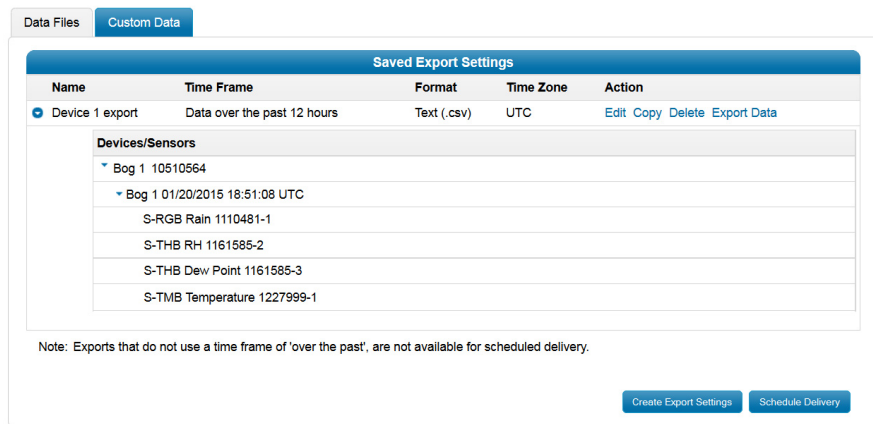 Data Files Custom Data
Saved Export Settings
Name Time Frame Format Time Zone Action
Device 1 export Data over the past 12 hours Text (.csv) UTC Edit Copy Delete Export Data
Devices/Sensors
Bog 1 10510564
Bog 1 01/20/2015 18:51:08 UTC
S-RGB Rain 1110481-1
S-THB RH 1161585-2
S-THB Dew Point 1161585-3
S-TMB Temperature 1227999-1
Note: Exports that do not use a time frame of 'over the past', are not available for scheduled delivery.
Create Export Settings Schedule Delivery